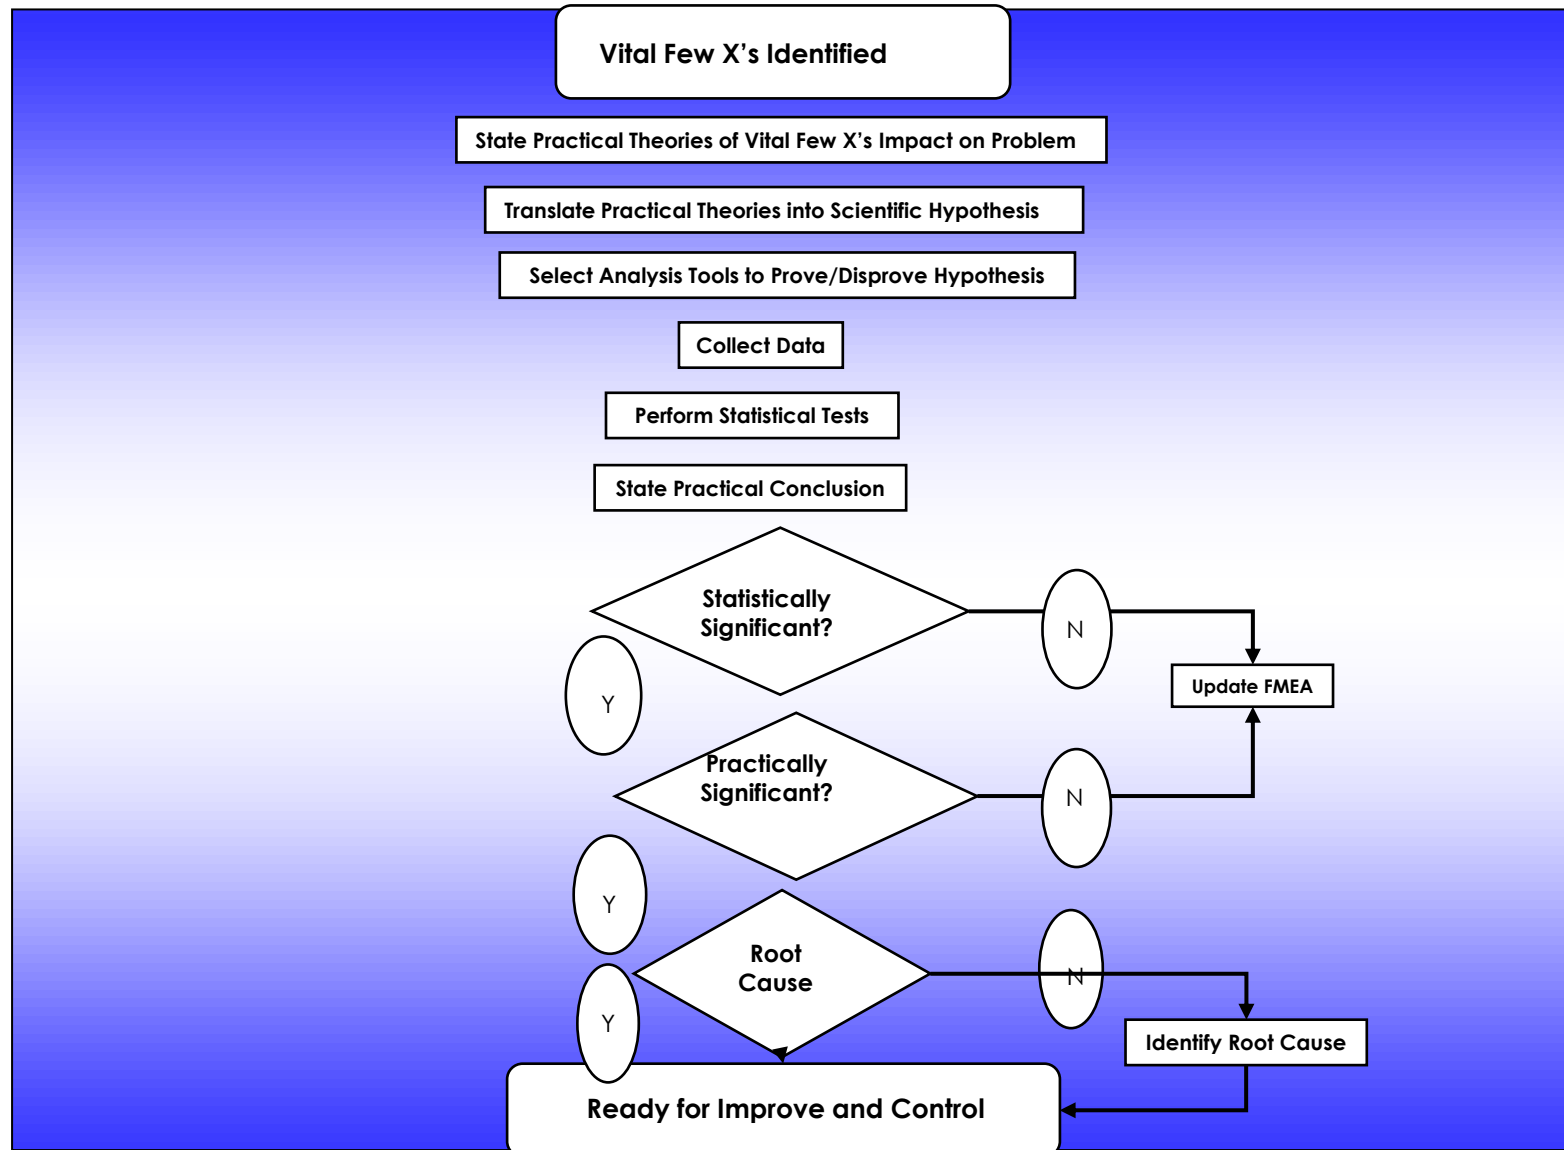 Vital Few X’s Identified
State Practical Theories of Vital Few X’s Impact on Problem
Translate Practical Theories into Scientific Hypothesis
Select Analysis Tools to Prove/Disprove Hypothesis
Collect Data
Perform Statistical Tests
State Practical Conclusion
Statistically
Significant?
N
Y
Update FMEA
Practically
Significant?
N
Y
Root
Cause
N
Y
Identify Root Cause
Ready for Improve and Control